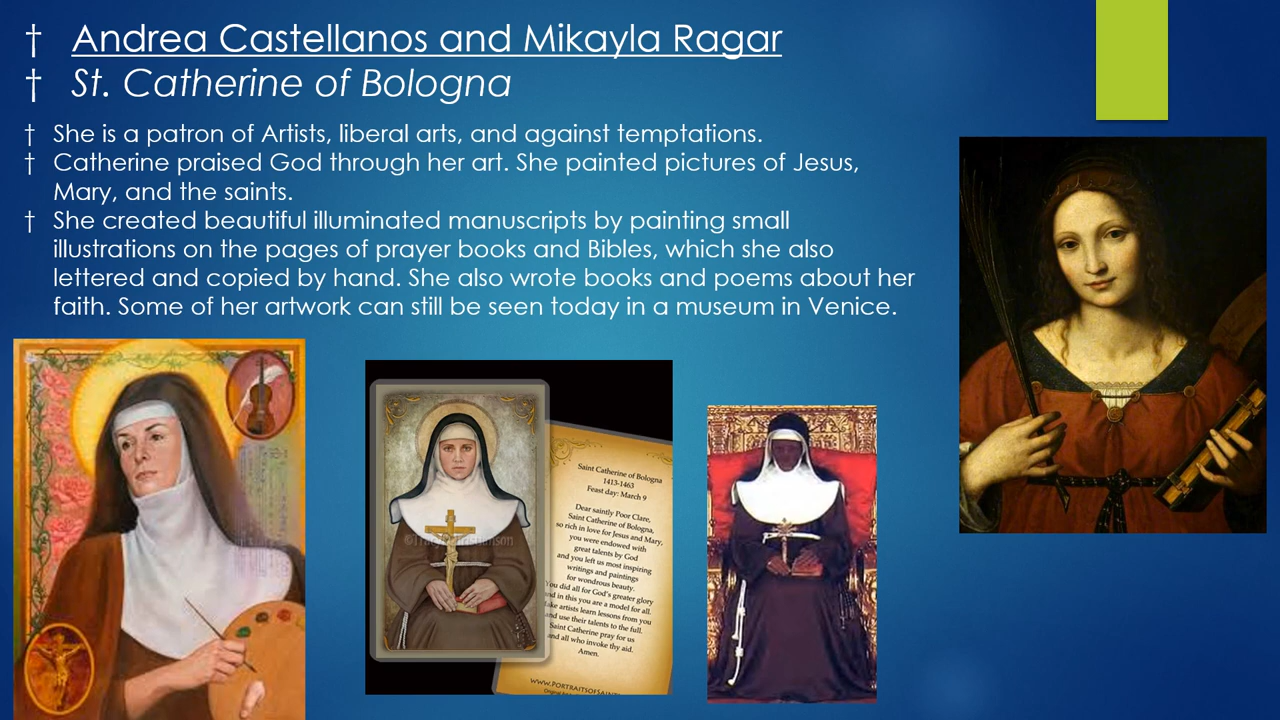 † Andrea Castellanos and Mikayla Ragar
† St. Catherine of Bologna
† She is a patron of Artists, liberal arts, and against temptations.
† Catherine praised God through her art. She painted pictures of Jesus,
Mary, and the saints.
† She created beautiful illuminated manuscripts by painting small
illustrations on the pages of prayer books and Bibles, which she also
lettered and copied by hand. She also wrote books and poems about her
faith. Some of her artwork can still be seen today in a museum in Venice.
Saint Catherine of Bologna
1413-1463
Feast day: March 9
Dear saintly Poor Clare,
Saint Catherine of Bologna,
so rich in love for Jesus and Mary,
you were endowed with
great talents by God
and you left us most inspiring
writings and paintings
for wondrous beauty.
You did all for God's greater glory
and in this you are a model for all.
artists learn lessons from you
and use their talents to the full.
Saint Catherine pray for us
and all who invoke thy aid.
Amen.